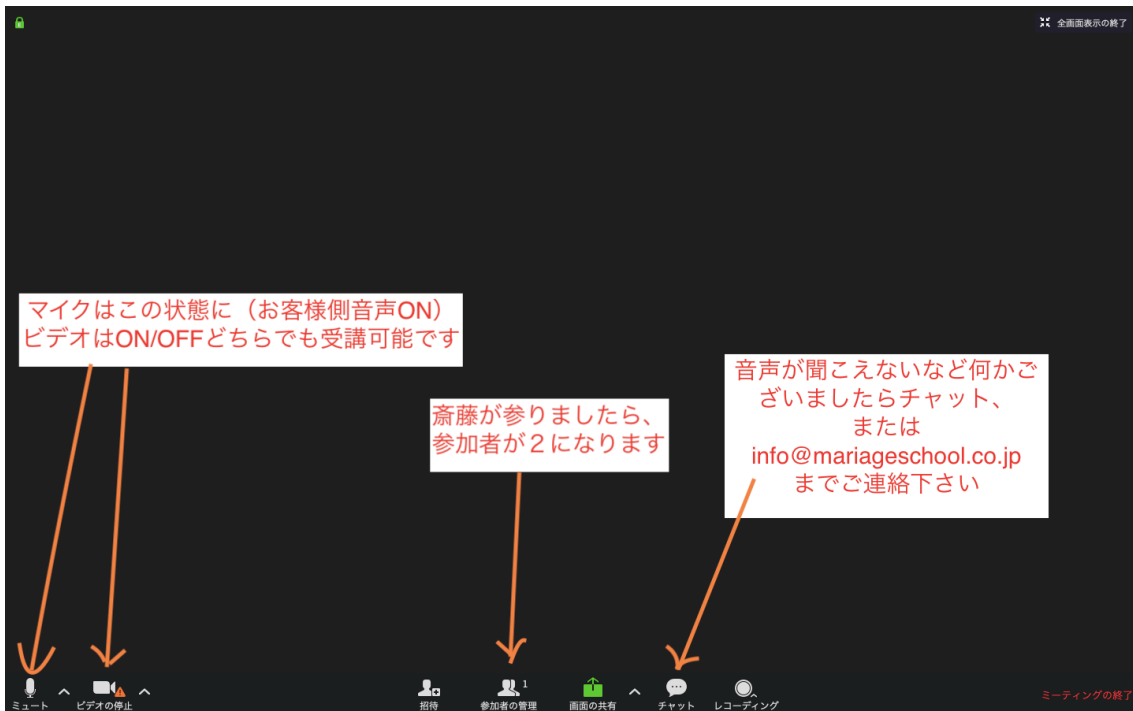 全画面表示の終了
マイクはこの状態に（お客様側音声ON）
ビデオはON/OFFどちらでも受講可能です
斎藤が参りましたら、
参加者が２になります
音声が聞こえないなど何かご
ざいましたらチャット、
または
info@mariageschool.co.jp
までご連絡下さい
1
ミュート
ビデオの停止
招待
参加者の管理
画面の共有
チャット
レコーディング
ミーティングの終了